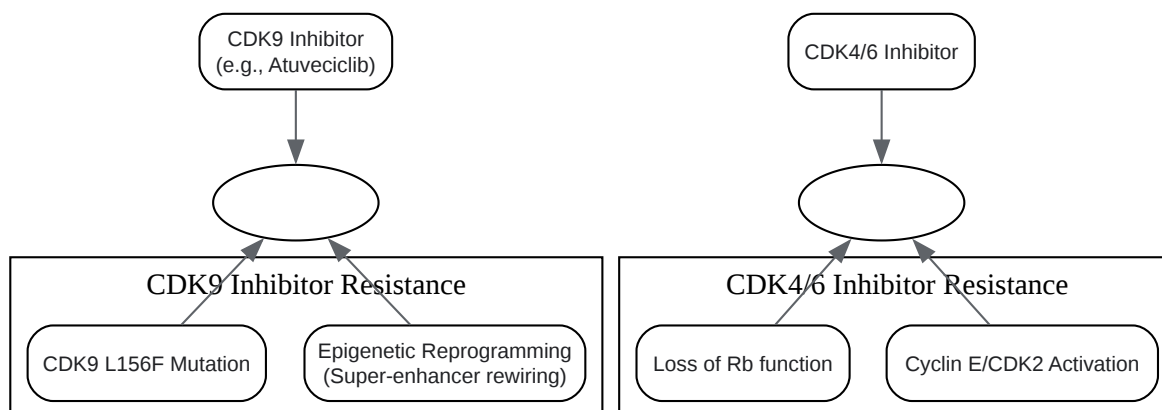 CDK9 Inhibitor
(e.g., Atuveciclib)
CDK4/6 Inhibitor
CDK9 Inhibitor Resistance
CDK4/6 Inhibitor Resistance
CDK9 L156F Mutation
Epigenetic Reprogramming
(Super-enhancer rewiring)
Loss of Rb function
Cyclin E/CDK2 Activation